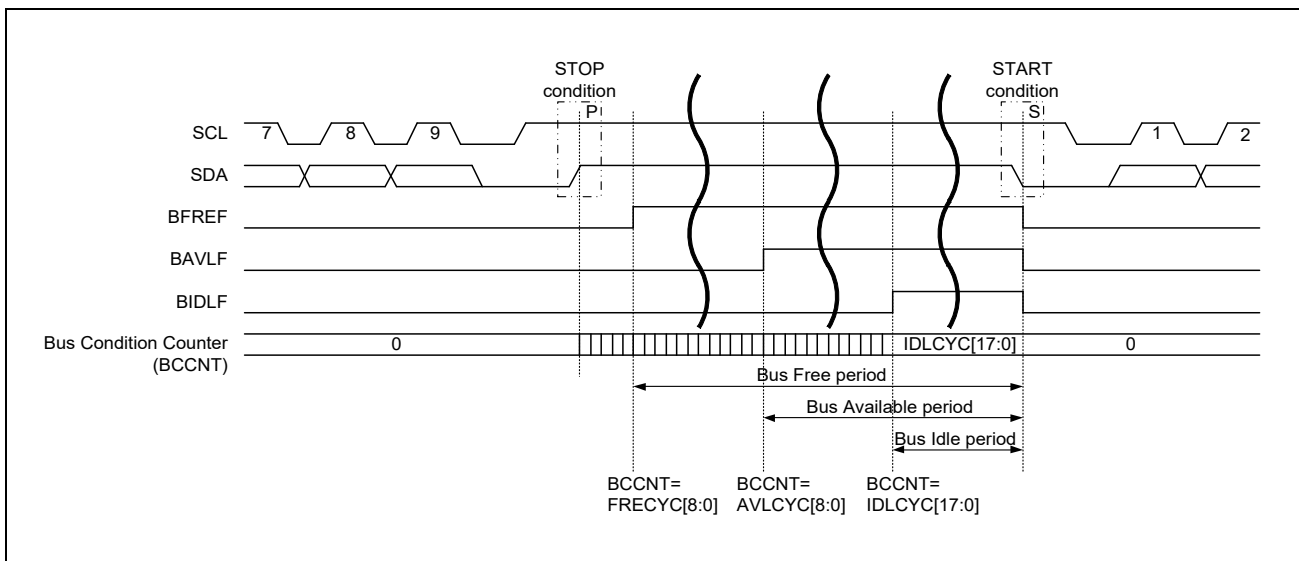 STOP
condition
START
condition
P
S
SCL
7
8
9
1
2
SDA
BFREF
BAVLF
BIDLF
Bus Condition Counter
(BCCNT)
0
IDLCYC[17:0]
0
Bus Free period
Bus Available period
Bus Idle period
BCCNT=
FRECYC[8:0]
BCCNT=
AVLCYC[8:0]
BCCNT=
IDLCYC[17:0]